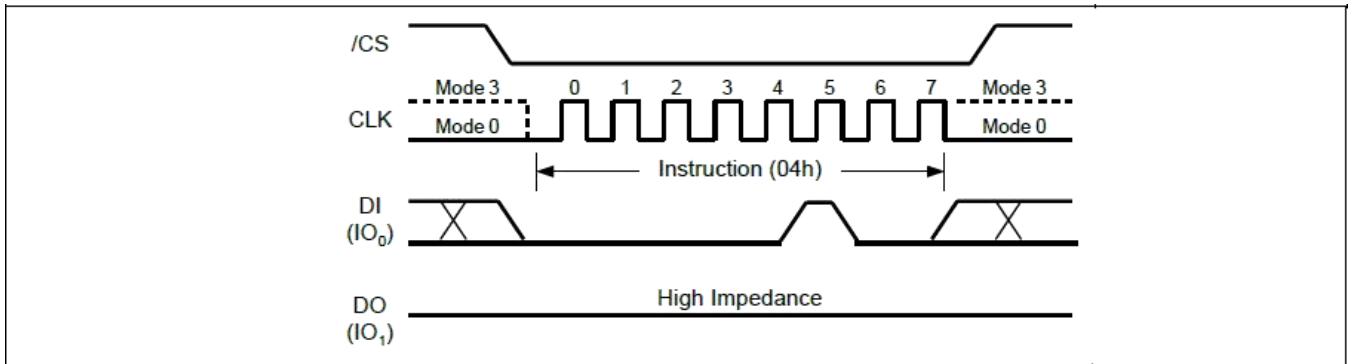 /CS
Mode 3 0 1 2 3 4 5 6 7 Mode 3
CLK
Mode 0 Mode 0
Instruction (04h)
DI
(IO₀)
High Impedance
DO
(IO₁)